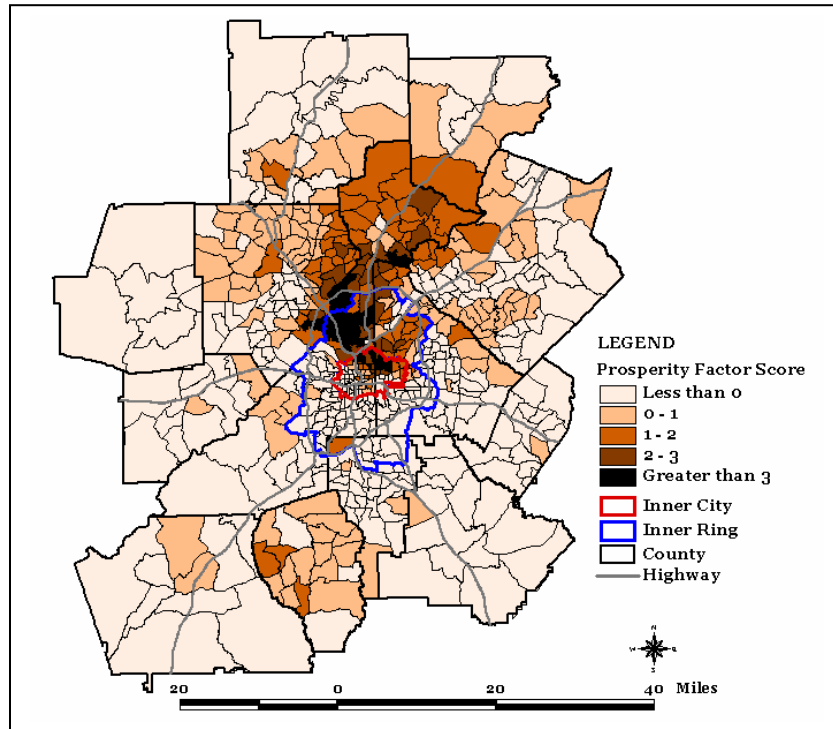 LEGEND
Prosperity Factor Score
Less than 0
0 - 1
1 - 2
2 - 3
Greater than 3
Inner City
Inner Ring
County
Highway
N
W E
S
20 0 20 40 Miles